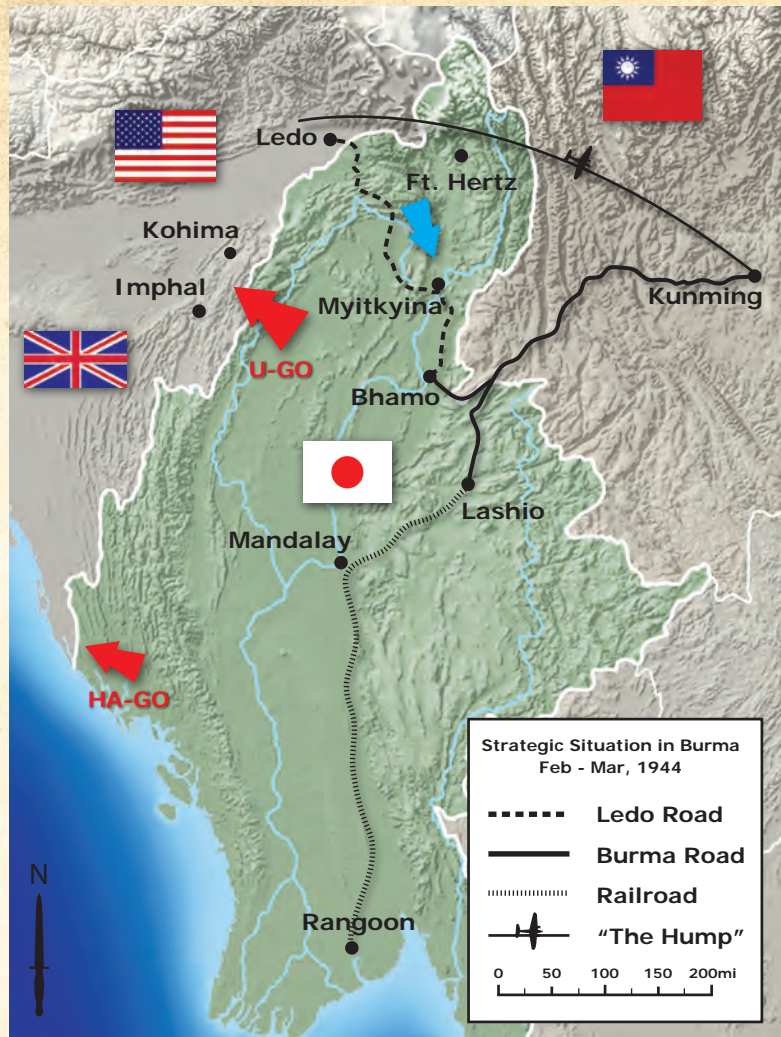 Ledo
Ft. Hertz
Kohima
Imphal
Myitkyina
Kunming
U-GO
Bhamo
Lashio
Mandalay
HA-GO
Rangoon
N
Strategic Situation in Burma
Feb - Mar, 1944
Ledo Road
Burma Road
Railroad
“The Hump”
0 50 100 150 200mi